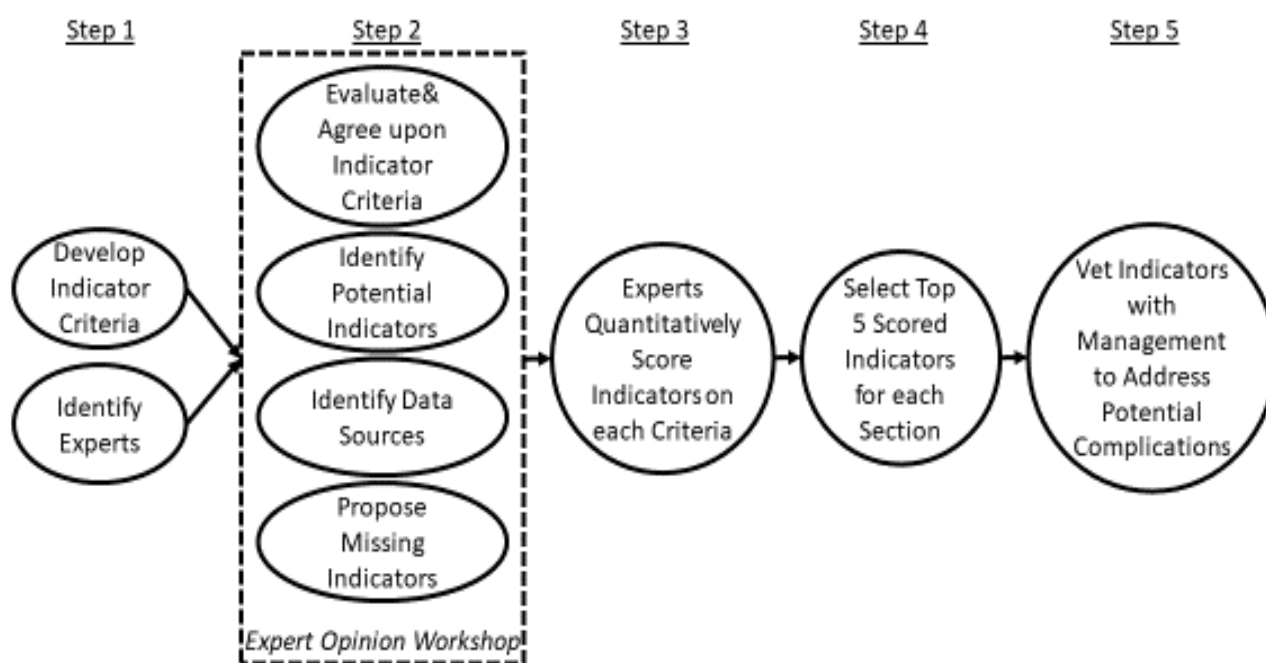 Step 1
Step 2
Step 3
Step 4
Step 5
Develop
Indicator
Criteria
Identify
Experts
Evaluate&
Agree upon
Indicator
Criteria
Identify
Potential
Indicators
Identify Data
Sources
Propose
Missing
Indicators
Expert Opinion Workshop
Experts
Quantitatively
Score
Indicators on
each Criteria
Select Top
5 Scored
Indicators
for each
Section
Vet Indicators
with
Management
to Address
Potential
Complications